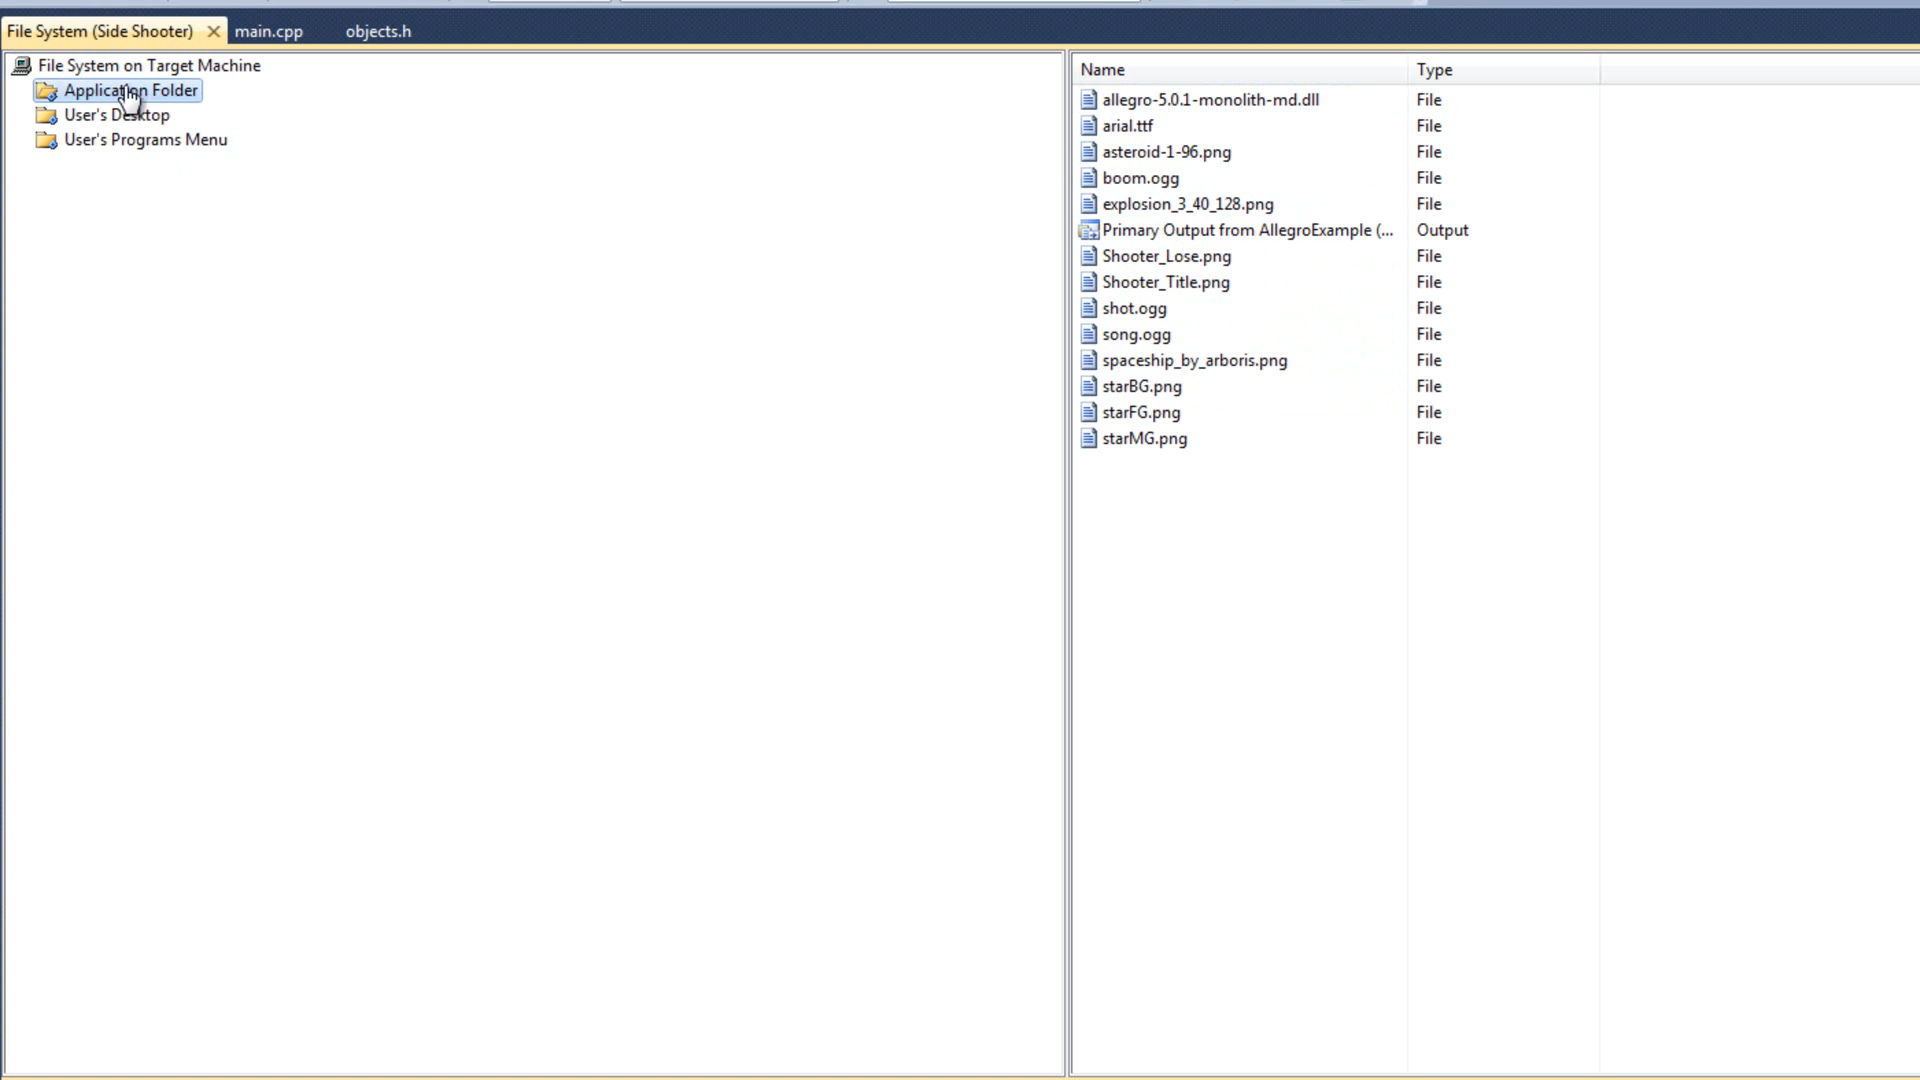 File System (Side Shooter) main.cpp objects.h
File System on Target Machine
Application Folder
User's Desktop
User's Programs Menu
Name Type
allegro-5.0.1-monolith-md.dll File
arial.ttf File
asteroid-1-96.png File
boom.ogg File
explosion_3_40_128.png File
Primary Output from AllegroExample (... Output
Shooter_Lose.png File
Shooter_Title.png File
shot.ogg File
song.ogg File
spaceship_by_arboris.png File
starBG.png File
starFG.png File
starMG.png File